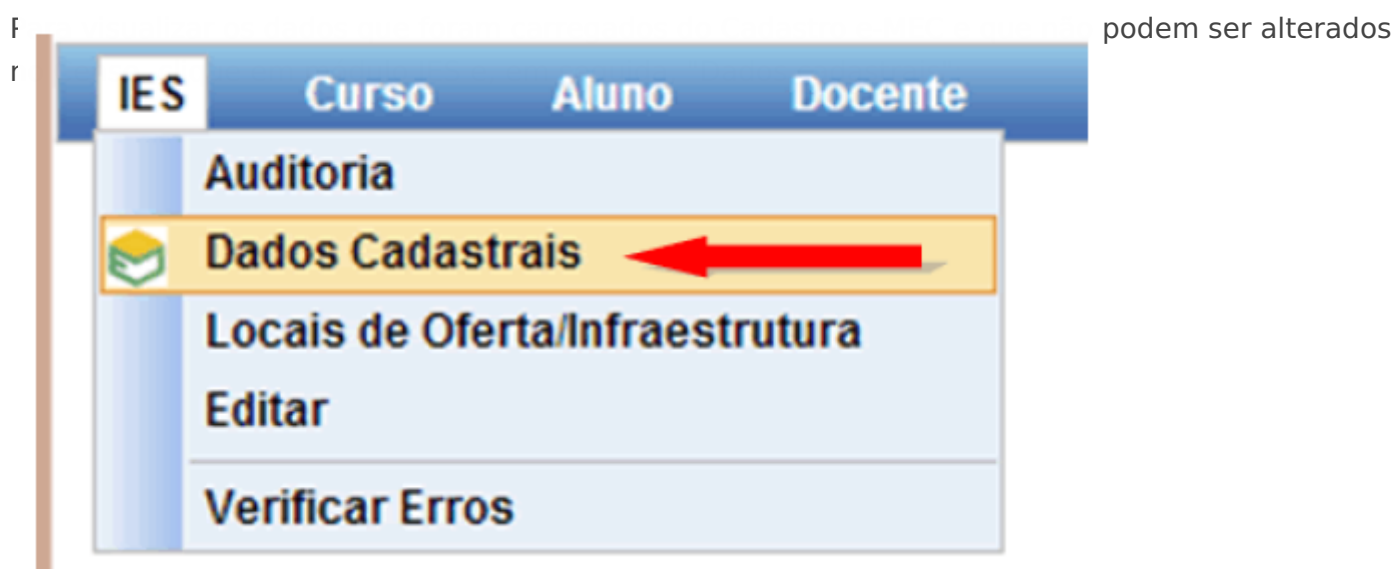 podem ser alterados
IES Curso Aluno Docente
Auditoria
Dados Cadastrais
Locais de Oferta/Infraestrutura
Editar
Verificar Erros